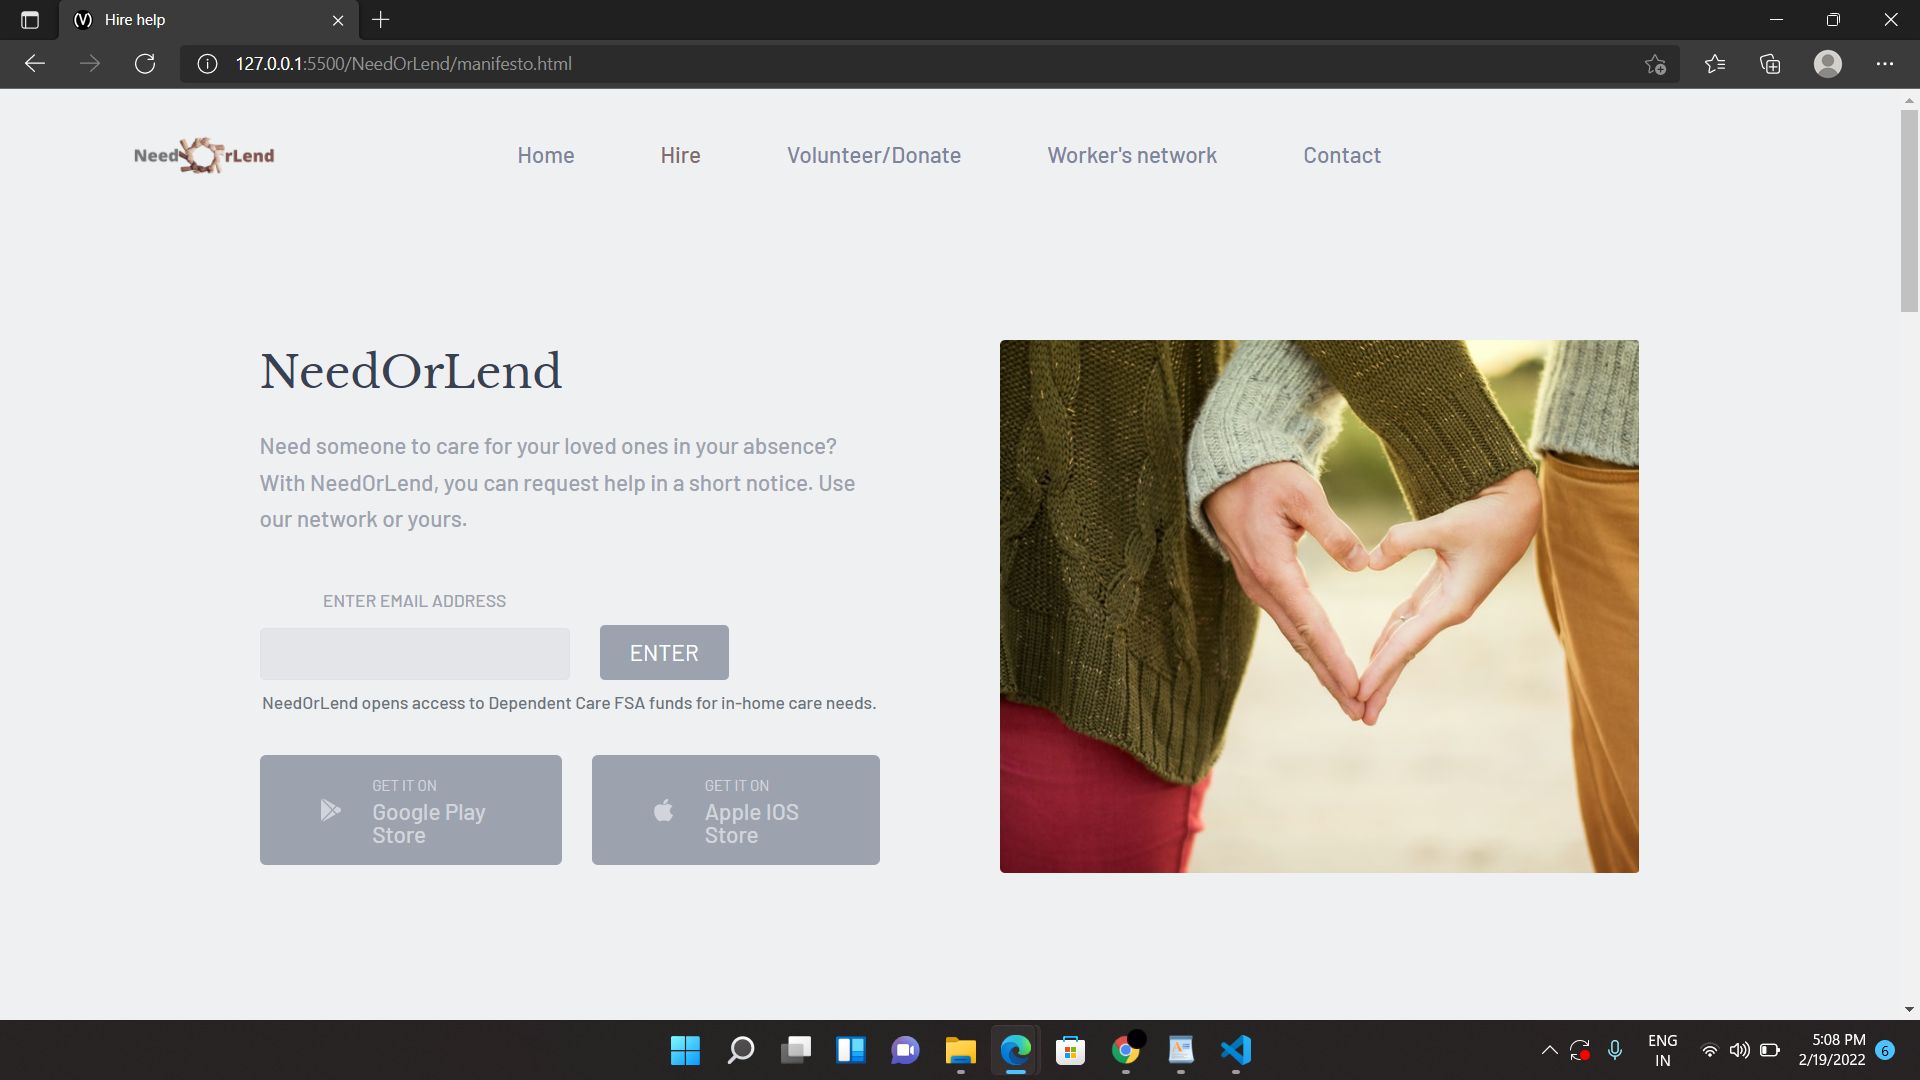 Hire help
127.0.0.1:5500/NeedOrLend/manifesto.html
Need OrLend
Home
Hire
Volunteer/Donate
Worker's network
Contact
NeedOrLend
Need someone to care for your loved ones in your absence?
With NeedOrLend, you can request help in a short notice. Use
our network or yours.
ENTER EMAIL ADDRESS
ENTER
NeedOrLend opens access to Dependent Care FSA funds for in-home care needs.
GET IT ON
Google Play
Store
GET IT ON
Apple IOS
Store
ENG
IN
5:08 PM
2/19/2022
6